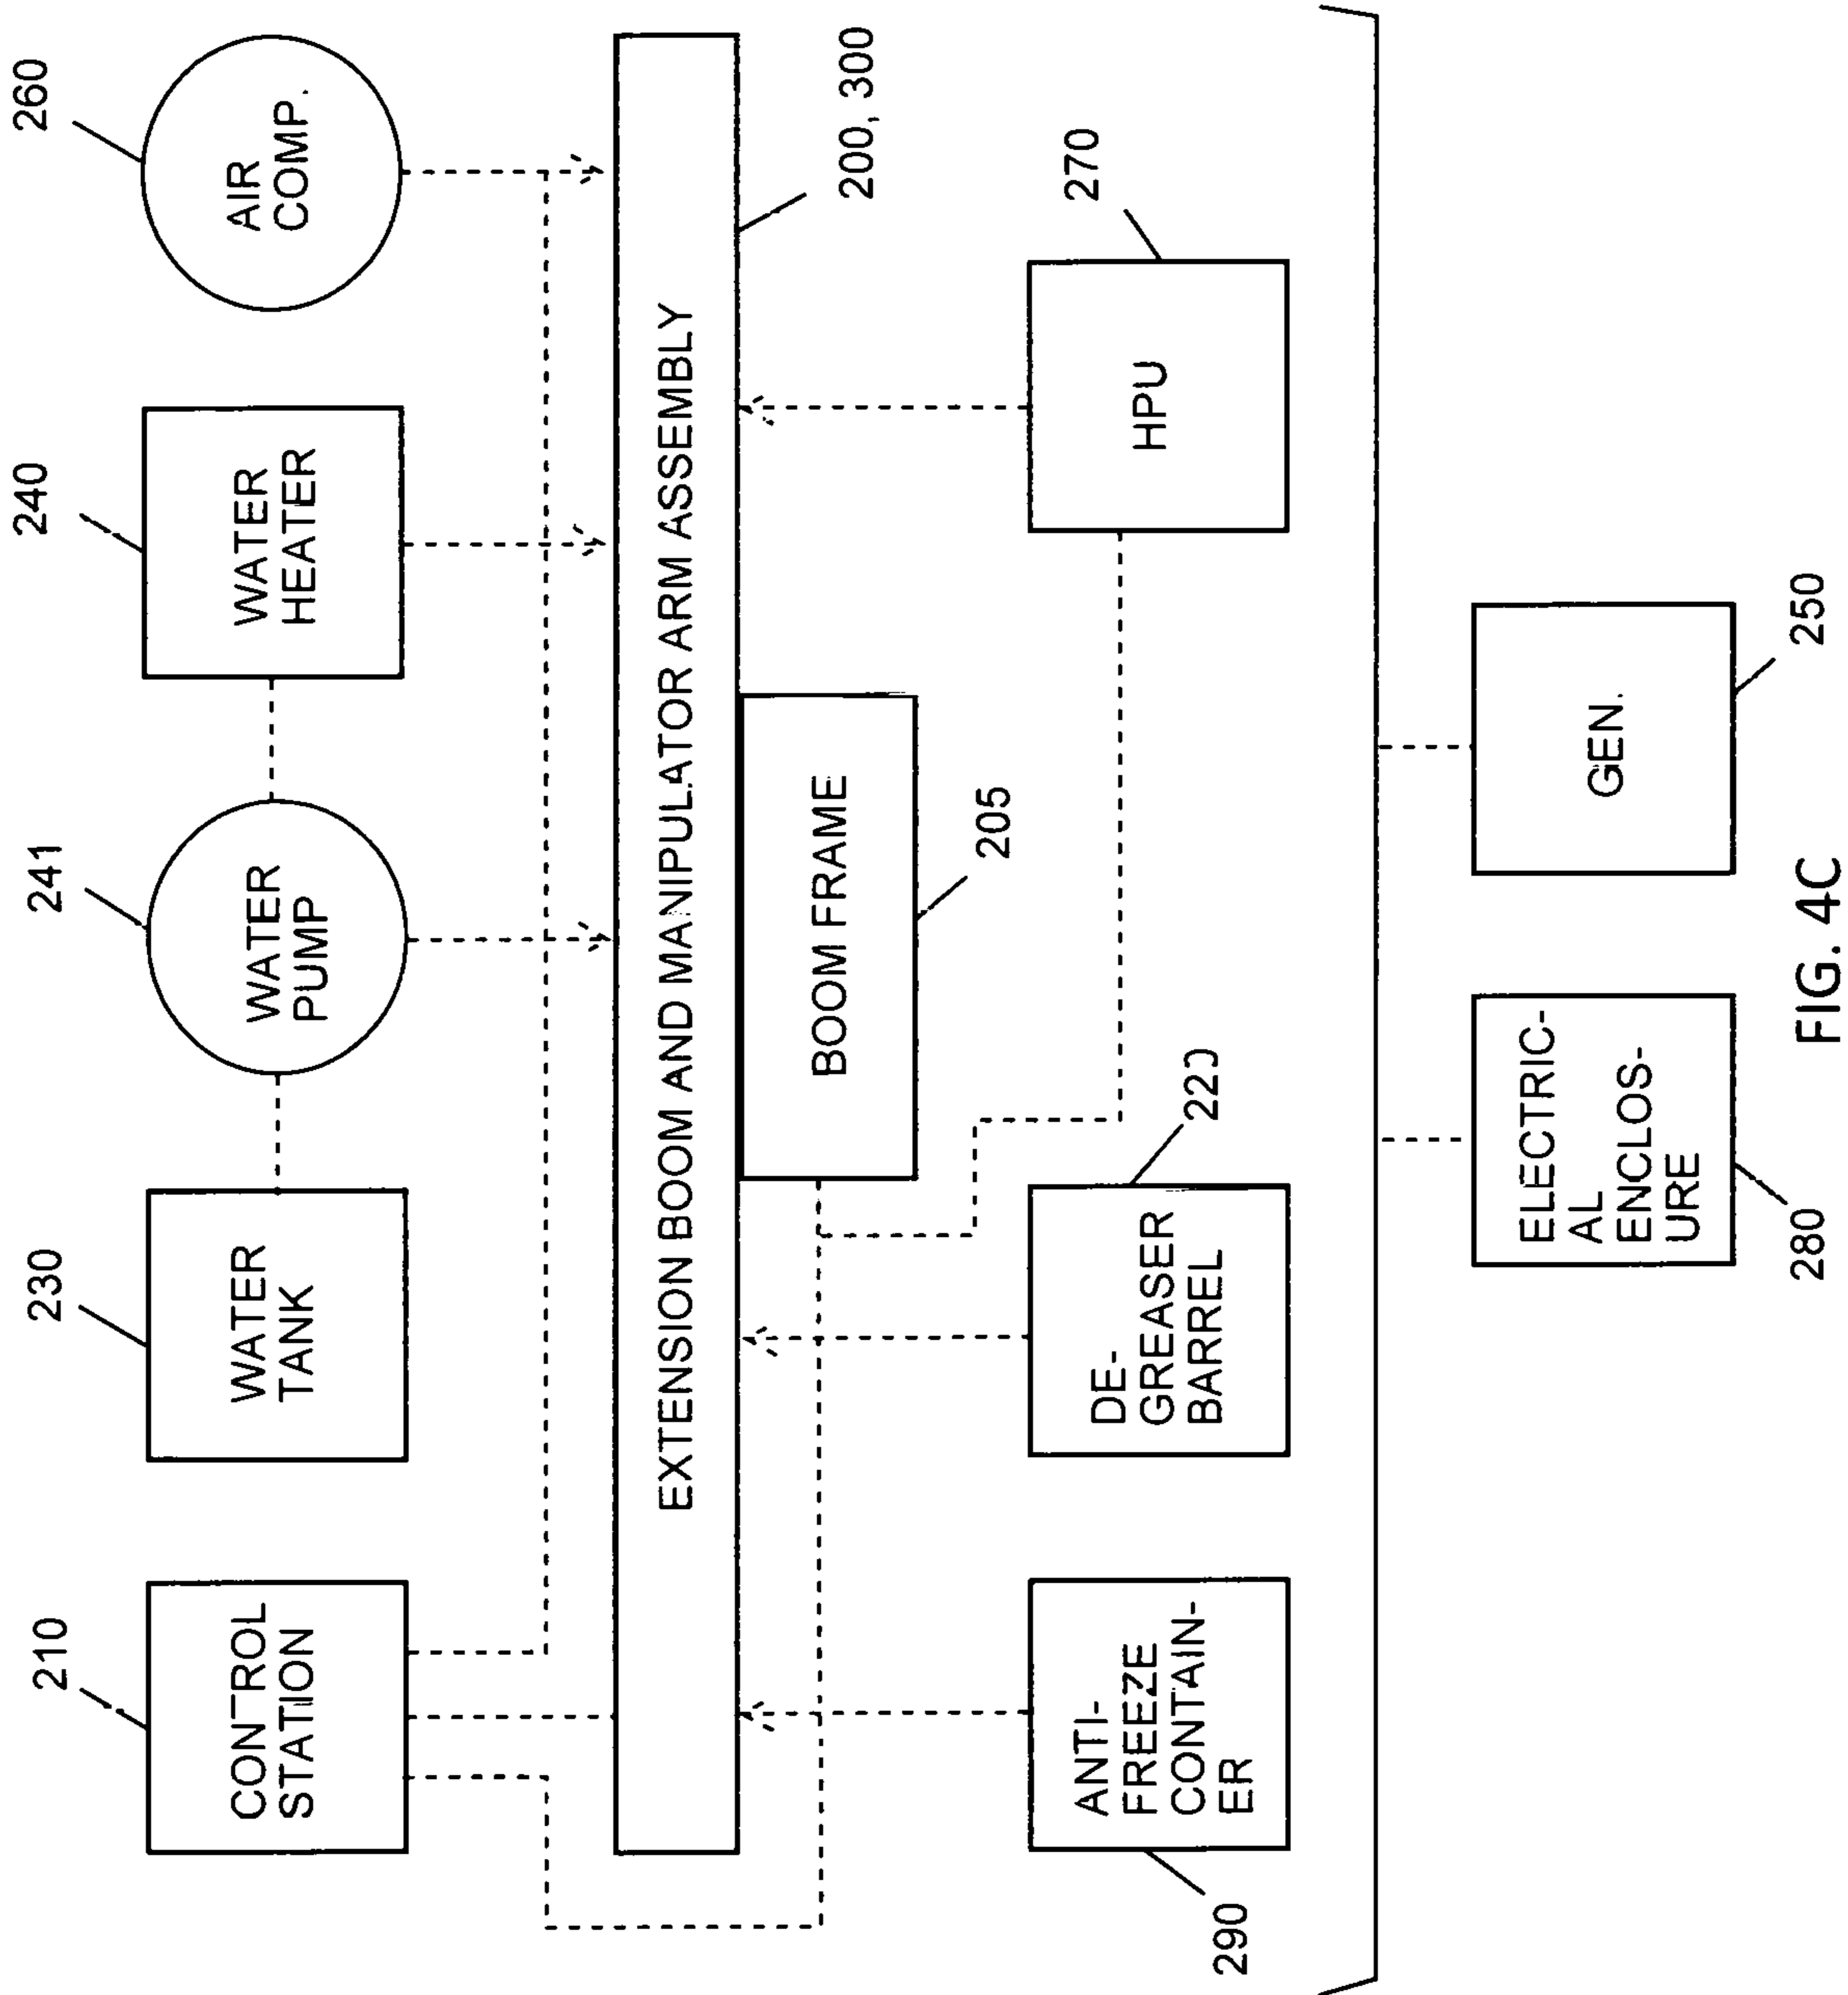 210
230
241
240
260
CONTROL
STATION
WATER
TANK
WATER
PUMP
WATER
HEATER
AIR
COMP.
EXTENSION BOOM AND MANIPULATOR ARM ASSEMBLY
200, 300
BOOM FRAME
205
290
ANTI-
FREEZE
CONTAIN-
ER
DE-
GREASER
BARREL
220
HPU
270
280
ELECTRIC-
AL
ENCLOS-
URE
GEN.
250
FIG. 4C